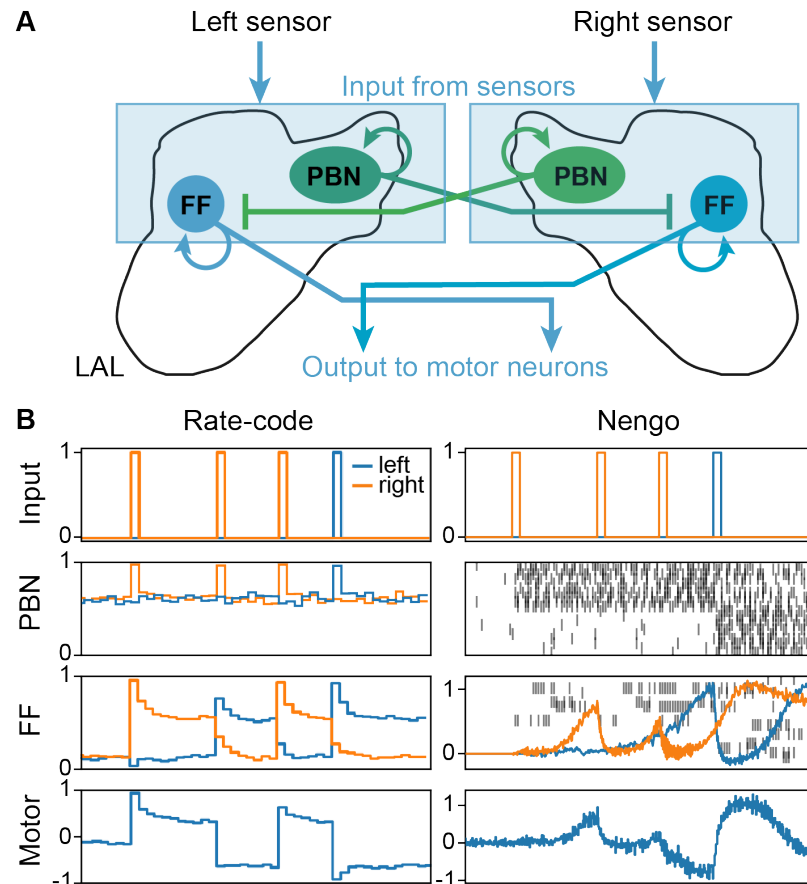 A
Left sensor Right sensor
Input from sensors
PBN PBN
FF FF
LAL
Output to motor neurons
B
Rate-code Nengo
Input
1
0
left
right
1
0
PBN
1
0
FF
1
0
1
0
Motor
1
0
-1
1
0
-1